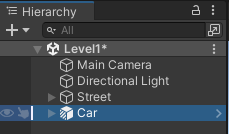 Hierarchy
All
Level1*
Main Camera
Directional Light
Street
Car